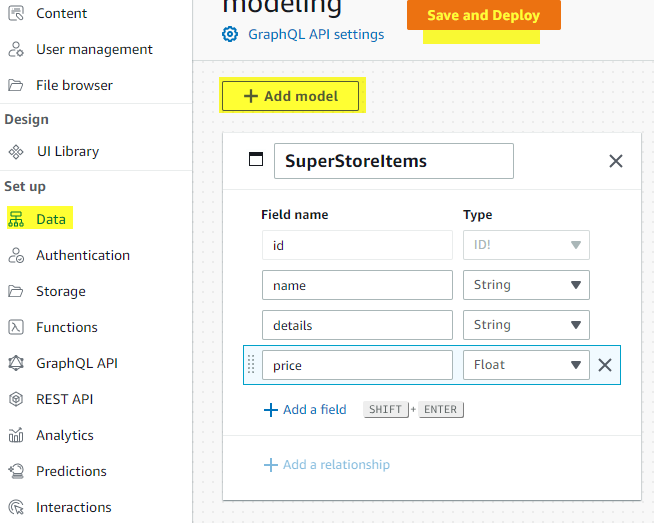 Content
User management
File browser
Design
UI Library
Set up
Data
Authentication
Storage
Functions
GraphQL API
REST API
Analytics
Predictions
Interactions
modeling
Save and Deploy
GraphQL API settings
+ Add model
SuperStoreItems
Field name Type
id ID!
name String
details String
price Float
+ Add a field SHIFT + ENTER
+ Add a relationship